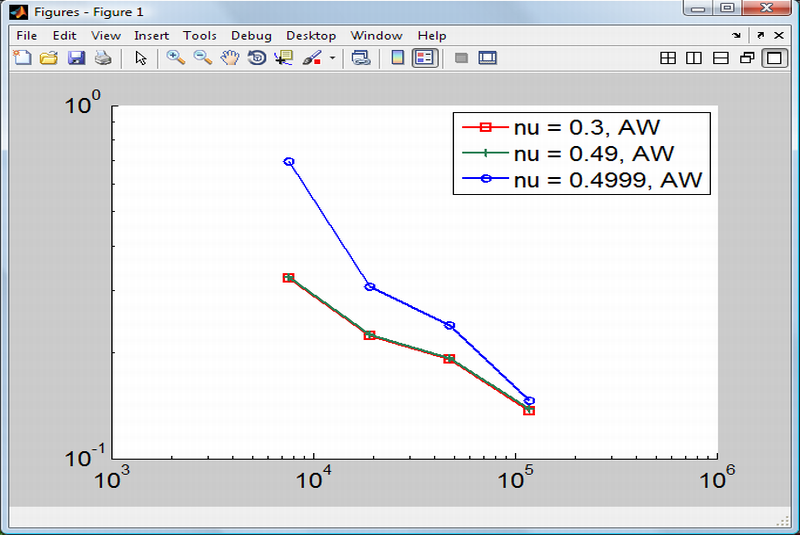 Figures - Figure 1
File Edit View Insert Tools Debug Desktop Window Help
10^0
nu = 0.3, AW
nu = 0.49, AW
nu = 0.4999, AW
10^-1
10^3 10^4 10^5 10^6